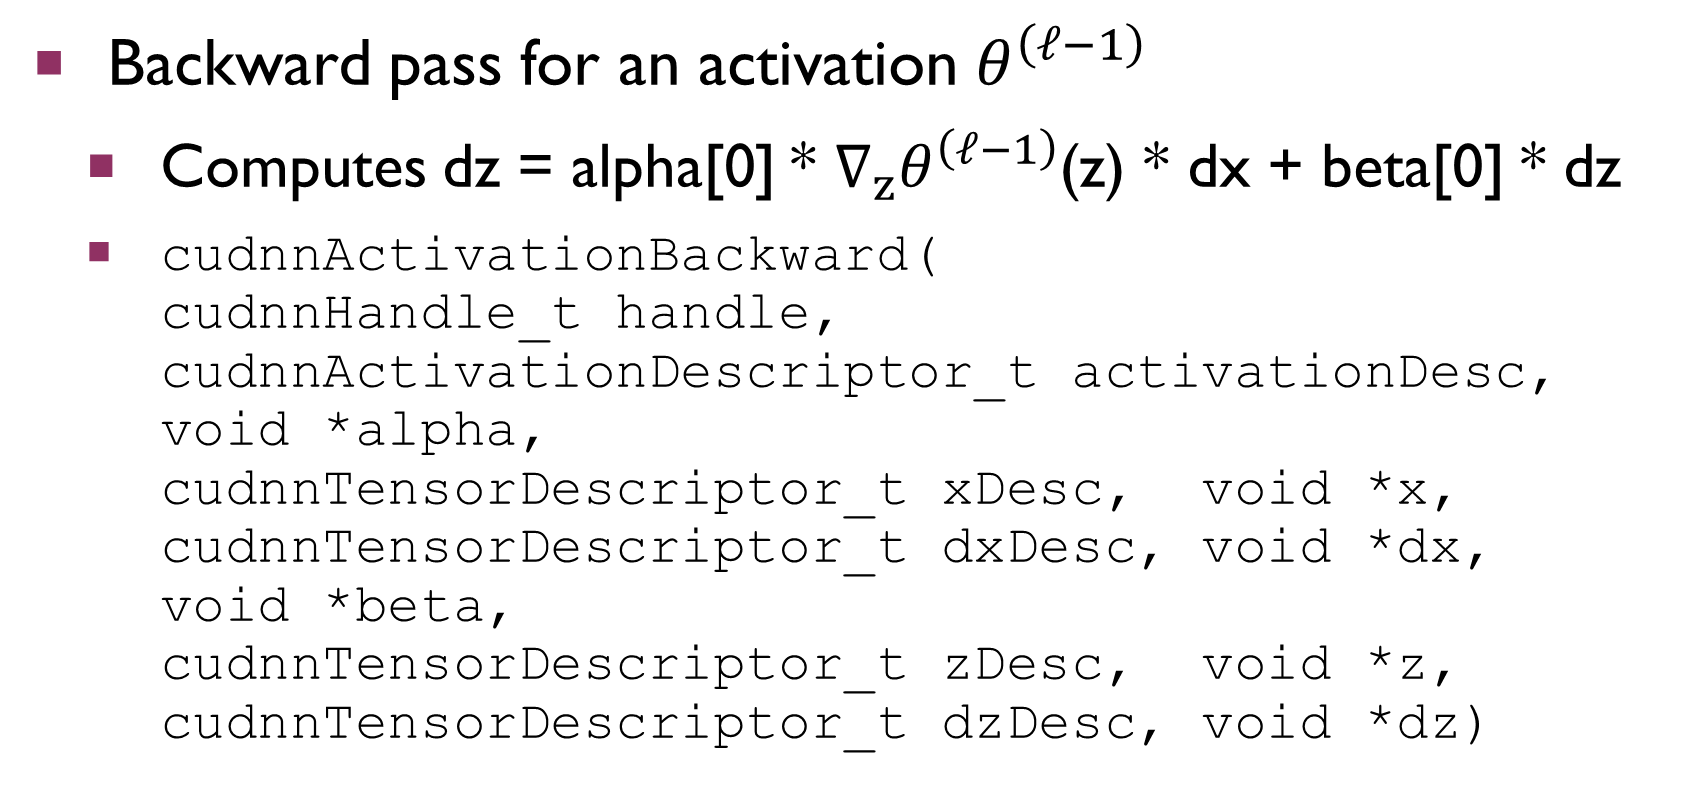 ▪ Backward pass for an activation θ^(ℓ−1)
▪ Computes dz = alpha[0] * ∇_z θ^(ℓ−1)(z) * dx + beta[0] * dz
▪ cudnnActivationBackward(
cudnnHandle_t handle,
cudnnActivationDescriptor_t activationDesc,
void *alpha,
cudnnTensorDescriptor_t xDesc,  void *x,
cudnnTensorDescriptor_t dxDesc, void *dx,
void *beta,
cudnnTensorDescriptor_t zDesc,  void *z,
cudnnTensorDescriptor_t dzDesc, void *dz)